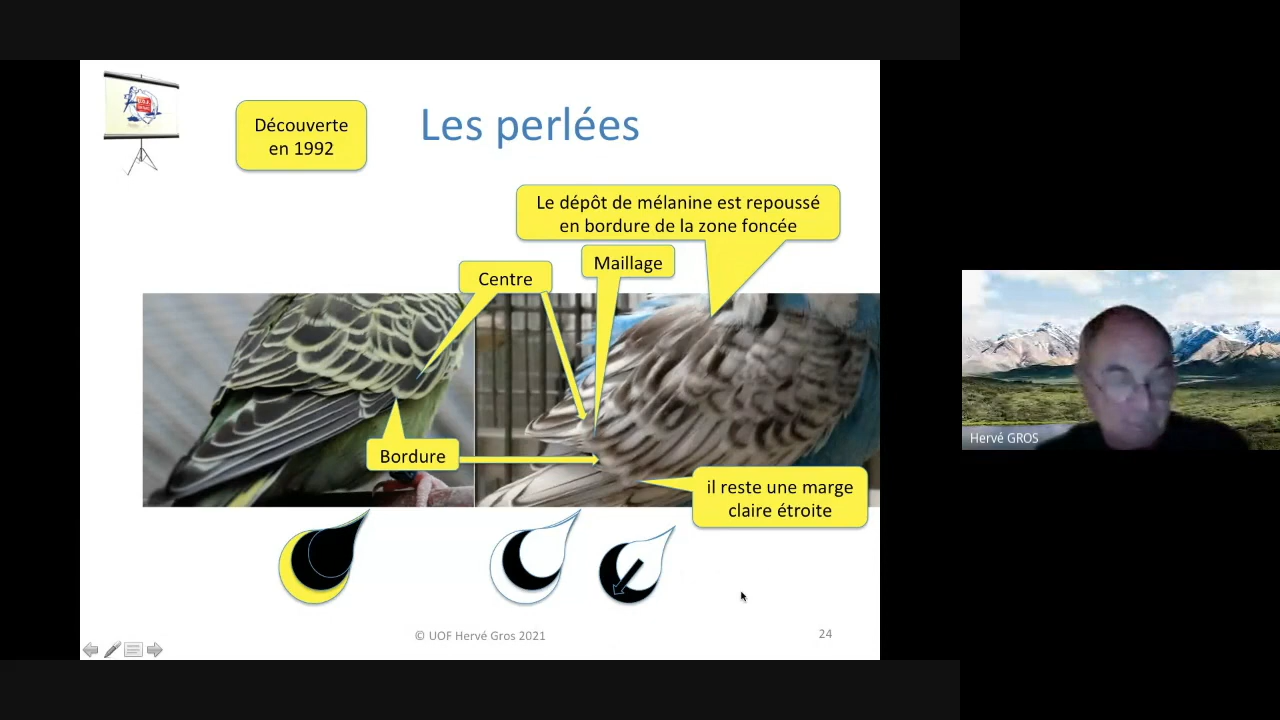 Découverte
en 1992
Les perlées
Le dépôt de mélanine est repoussé
en bordure de la zone foncée
Maillage
Centre
Bordure
il reste une marge
claire étroite
© UOF Hervé Gros 2021
24
Hervé GROS